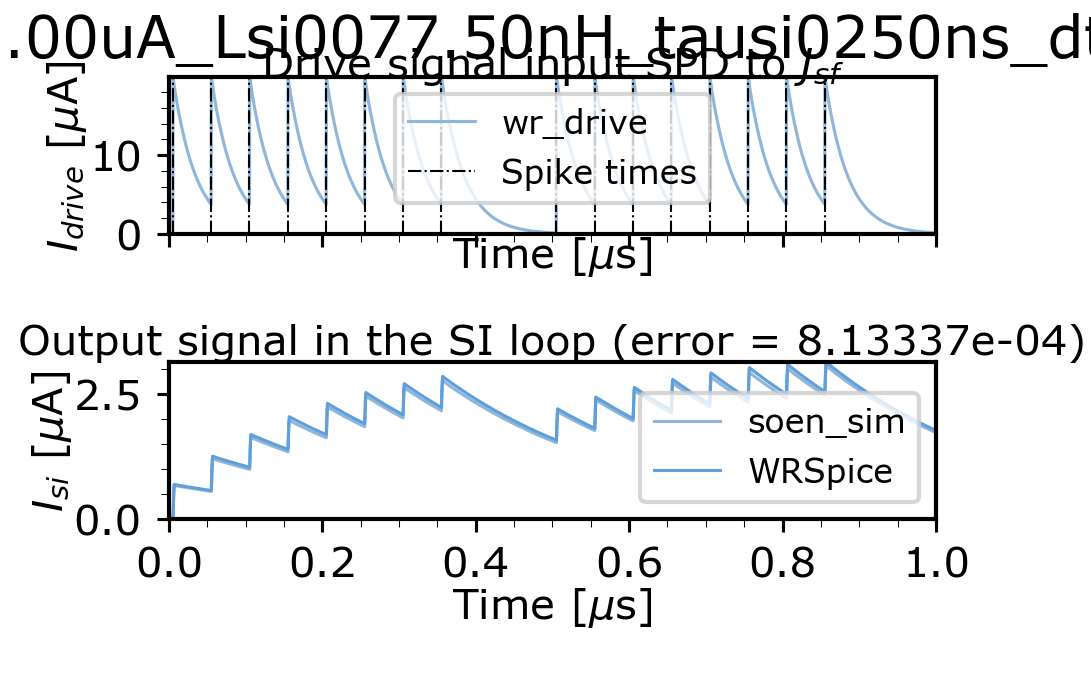 .00uA_Lsi0077.50nH_tausi0250ns_dt
Drive signal input SPD to J_sf
I_drive [μA]
10
0
wr_drive
Spike times
Time [μs]
Output signal in the SI loop (error = 8.13337e-04)
I_si [μA]
2.5
0.0
soen_sim
WRSpice
0.0 0.2 0.4 0.6 0.8 1.0
Time [μs]